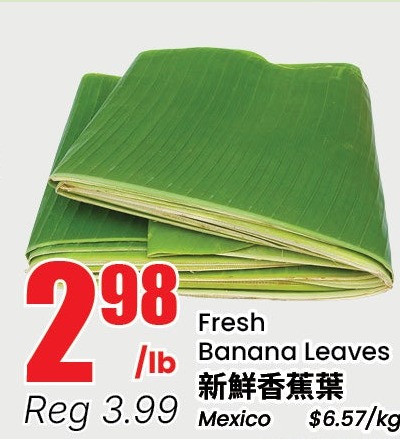 2.98
/lb
Reg 3.99
Fresh
Banana Leaves
新鮮香蕉葉
Mexico $6.57/kg